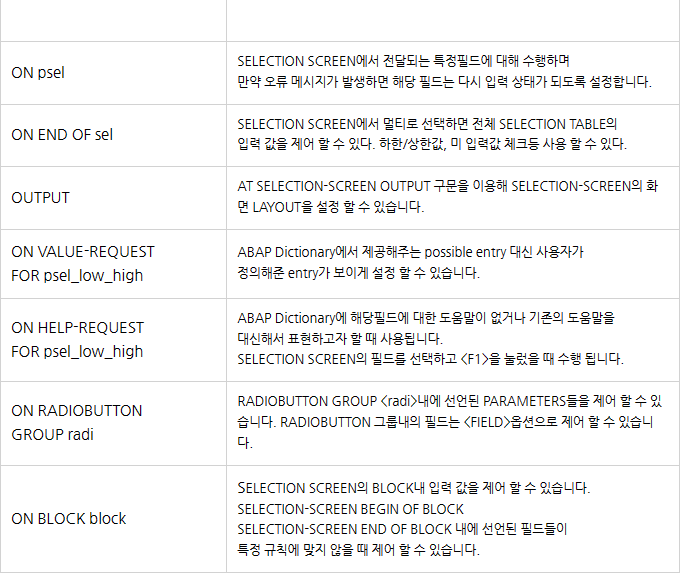 ON psel
SELECTION SCREEN에서 전달되는 특정필드에 대해 수행하며
만약 오류 메시지가 발생하면 해당 필드는 다시 입력 상태가 되도록 설정합니다.
ON END OF sel
SELECTION SCREEN에서 멀티로 선택하면 전체 SELECTION TABLE의
입력 값을 제어 할 수 있다. 하한/상한값, 미 입력값 체크등 사용 할 수 있다.
OUTPUT
AT SELECTION-SCREEN OUTPUT 구문을 이용해 SELECTION-SCREEN의 화
면 LAYOUT을 설정 할 수 있습니다.
ON VALUE-REQUEST
FOR psel_low_high
ABAP Dictionary에서 제공해주는 possible entry 대신 사용자가
정의해준 entry가 보이게 설정 할 수 있습니다.
ON HELP-REQUEST
FOR psel_low_high
ABAP Dictionary에 해당필드에 대한 도움말이 없거나 기존의 도움말을
대신해서 표현하고자 할 때 사용됩니다.
SELECTION SCREEN의 필드를 선택하고 <F1>을 눌렀을 때 수행 됩니다.
ON RADIOBUTTON
GROUP radi
RADIOBUTTON GROUP <radi>내에 선언된 PARAMETERS들을 제어 할 수 있
습니다. RADIOBUTTON 그룹내의 필드는 <FIELD>옵션으로 제어 할 수 있습니
다.
ON BLOCK block
SELECTION SCREEN의 BLOCK내 입력 값을 제어 할 수 있습니다.
SELECTION-SCREEN BEGIN OF BLOCK
SELECTION-SCREEN END OF BLOCK 내에 선언된 필드들이
특정 규칙에 맞지 않을 때 제어 할 수 있습니다.